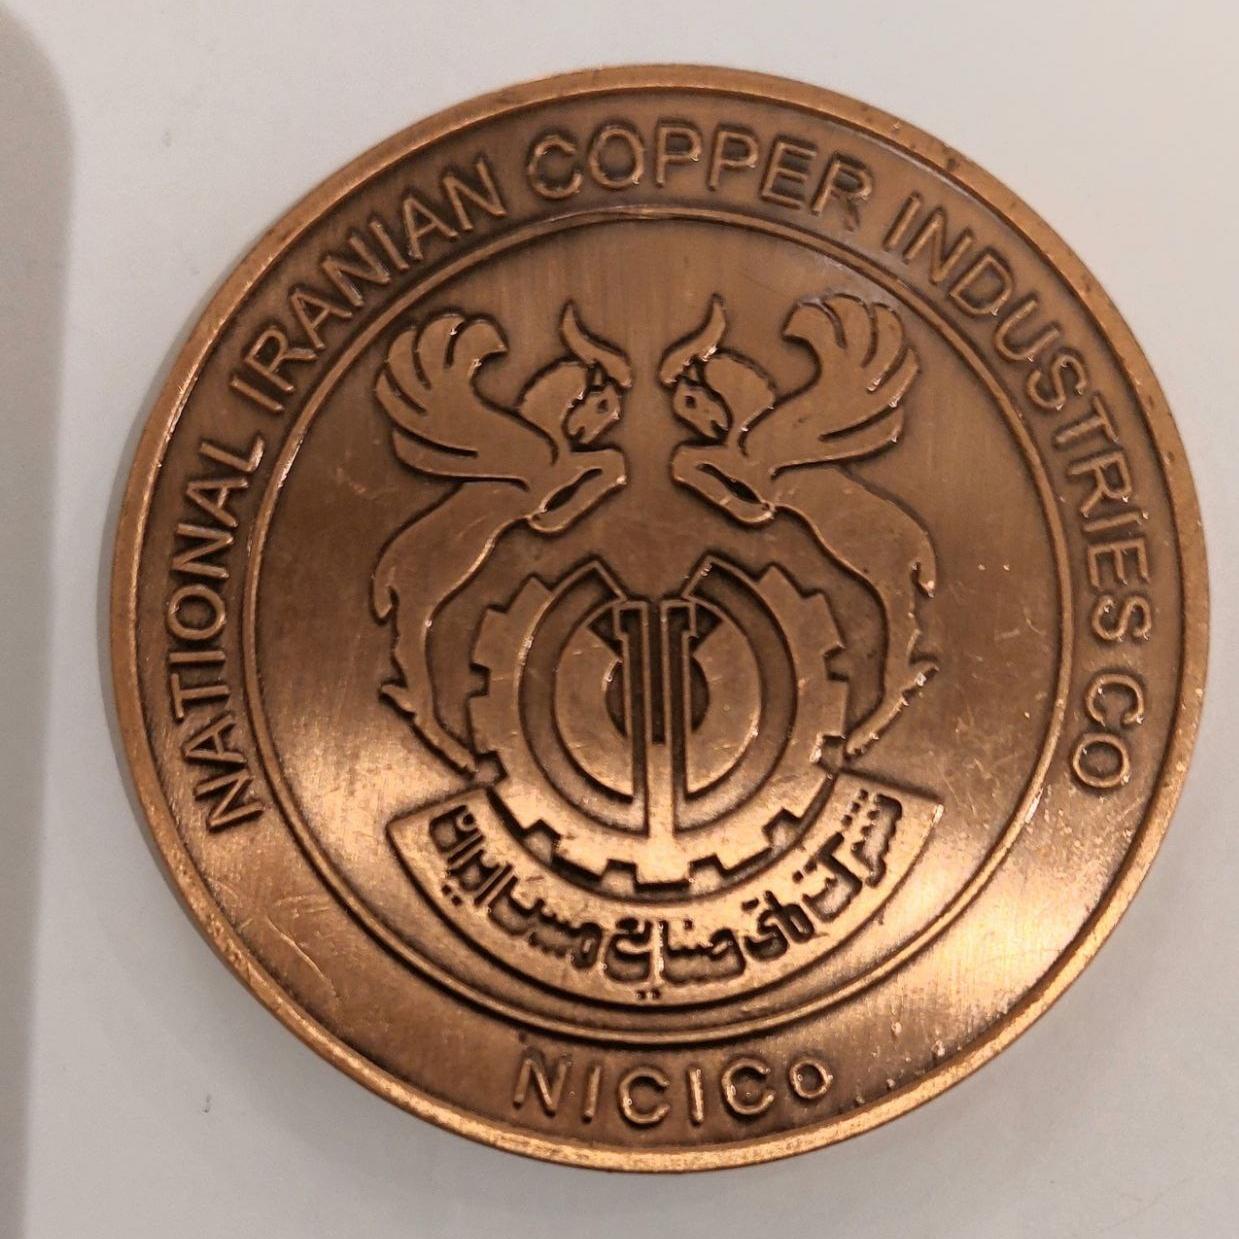 NATIONAL IRANIAN COPPER INDUSTRIES CO
شرکت ملی صنایع مس ایران
NICICo